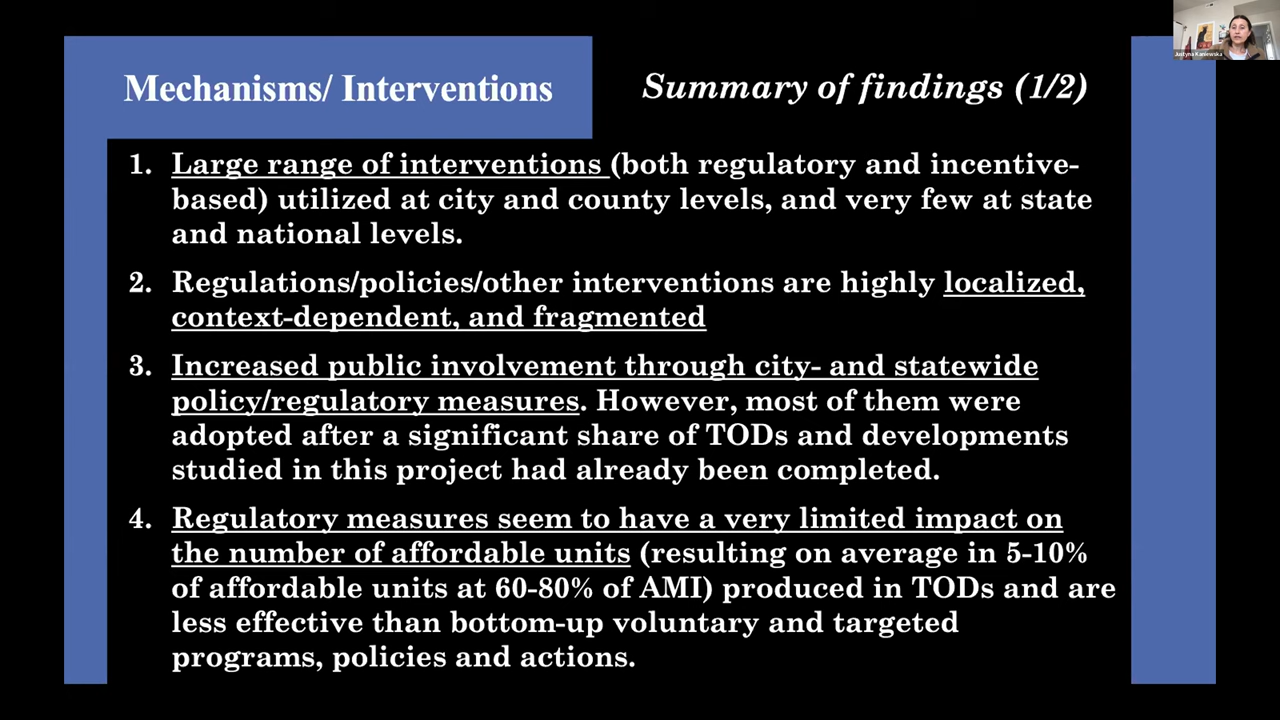 Mechanisms/ Interventions
Summary of findings (1/2)
Justyna Kaniewska
1. Large range of interventions (both regulatory and incentive-
based) utilized at city and county levels, and very few at state
and national levels.
2. Regulations/policies/other interventions are highly localized,
context-dependent, and fragmented
3. Increased public involvement through city- and statewide
policy/regulatory measures. However, most of them were
adopted after a significant share of TODs and developments
studied in this project had already been completed.
4. Regulatory measures seem to have a very limited impact on
the number of affordable units (resulting on average in 5-10%
of affordable units at 60-80% of AMI) produced in TODs and are
less effective than bottom-up voluntary and targeted
programs, policies and actions.